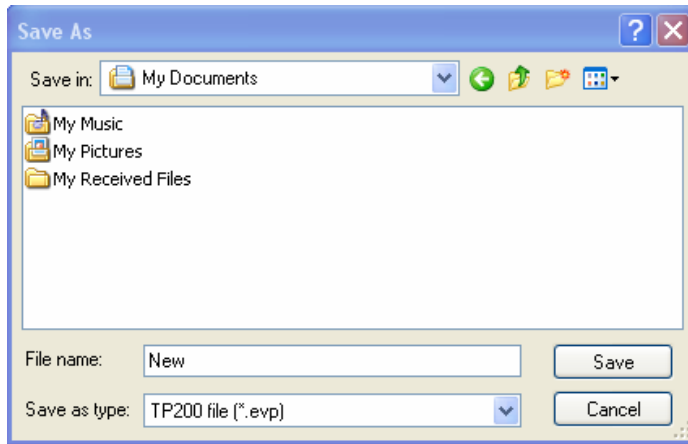 Save As
Save in: My Documents
My Music
My Pictures
My Received Files
File name: New Save
Save as type: TP200 file (*.evp) Cancel